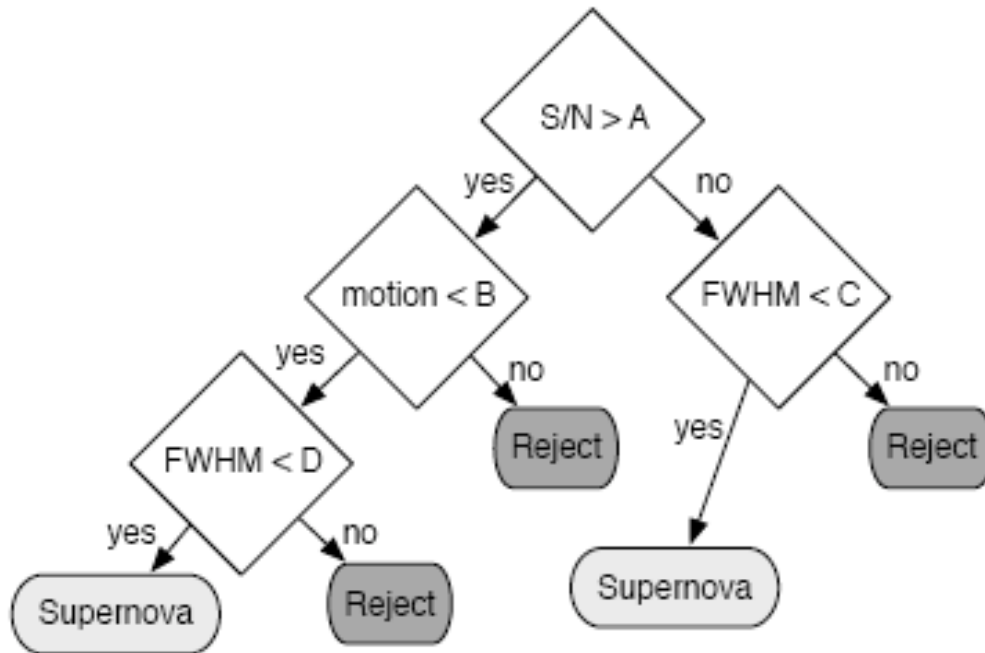 S/N > A
yes
no
motion < B
FWHM < C
yes
no
yes
no
FWHM < D
Reject
Reject
yes
no
Supernova
Reject
Supernova